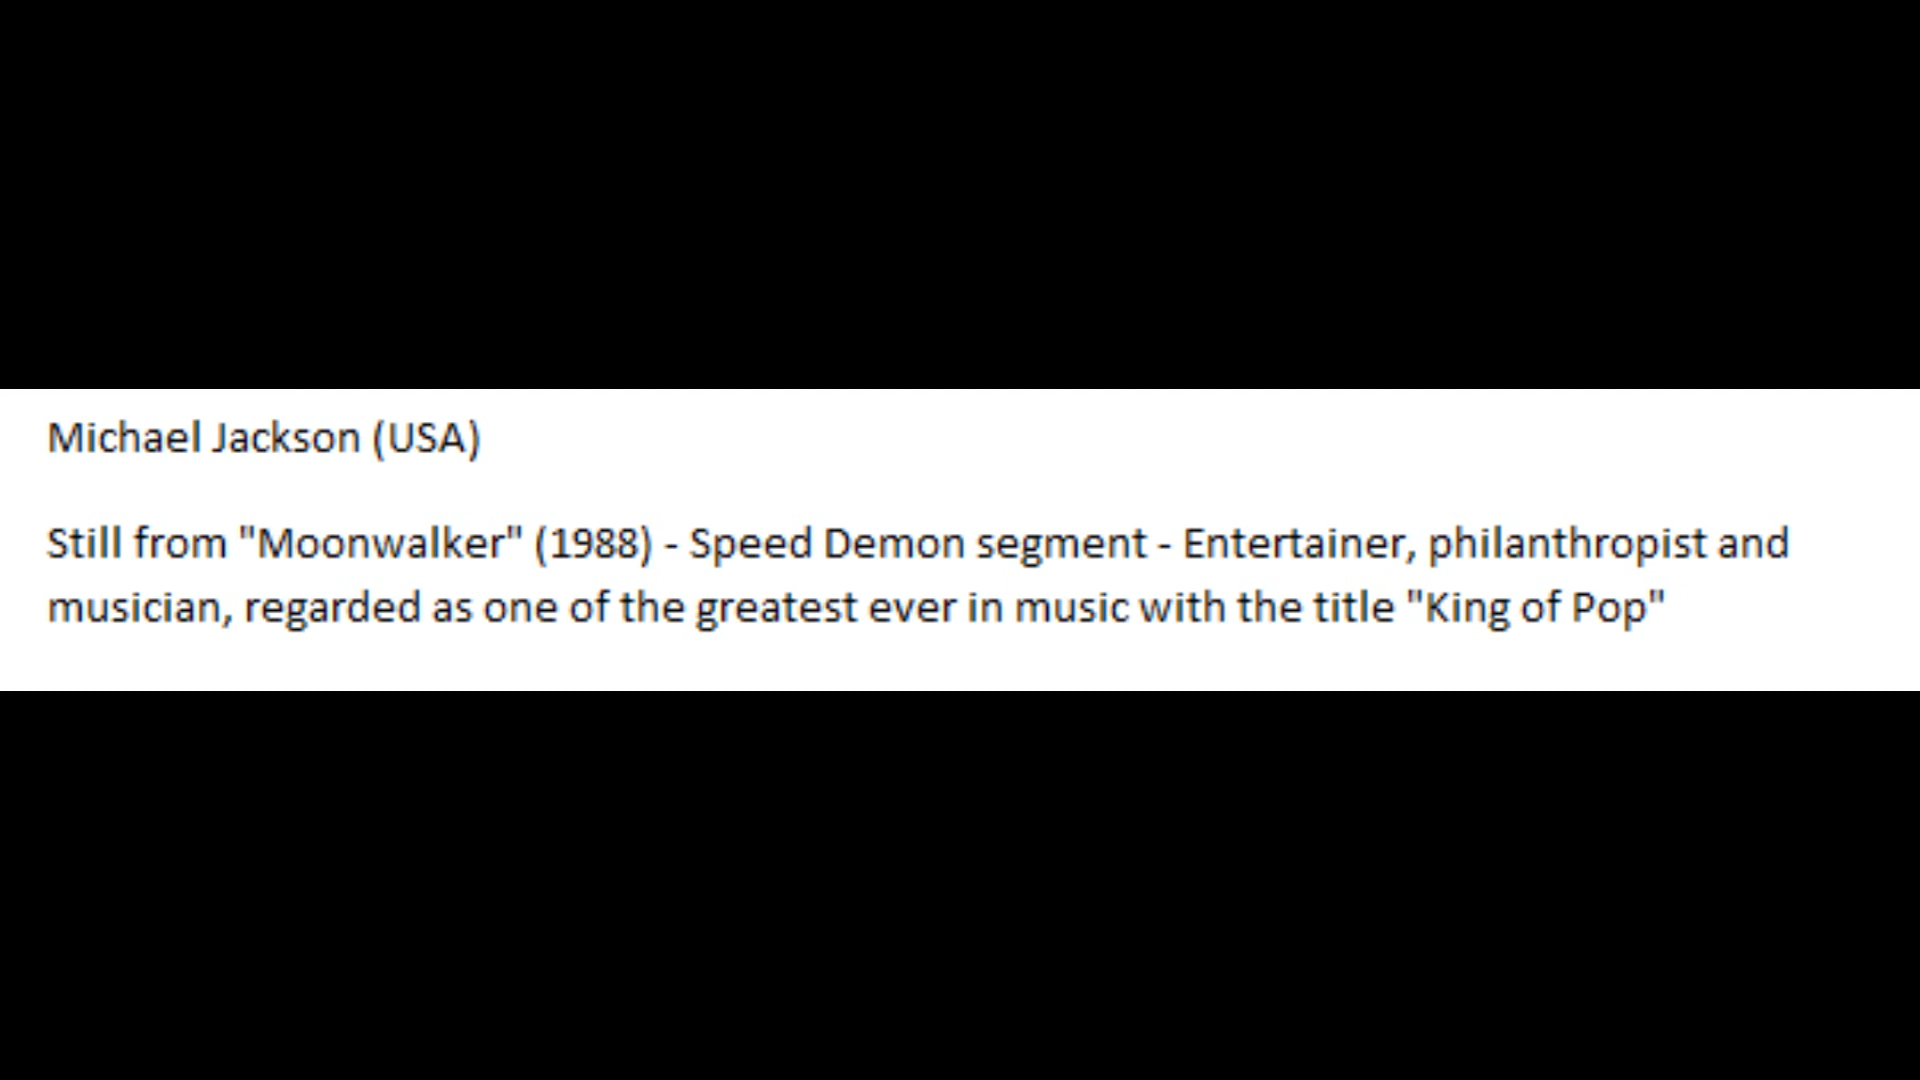 Michael Jackson (USA)
Still from "Moonwalker" (1988) - Speed Demon segment - Entertainer, philanthropist and
musician, regarded as one of the greatest ever in music with the title "King of Pop"